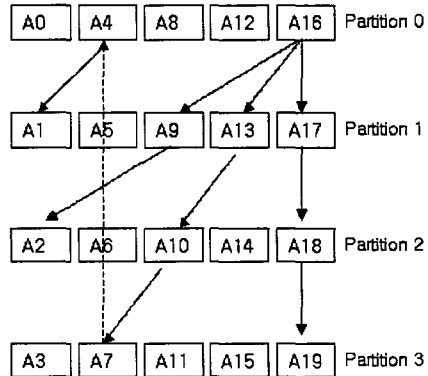 A0 A4 A8 A12 A16 Partition 0
A1 A5 A9 A13 A17 Partition 1
A2 A6 A10 A14 A18 Partition 2
A3 A7 A11 A15 A19 Partition 3